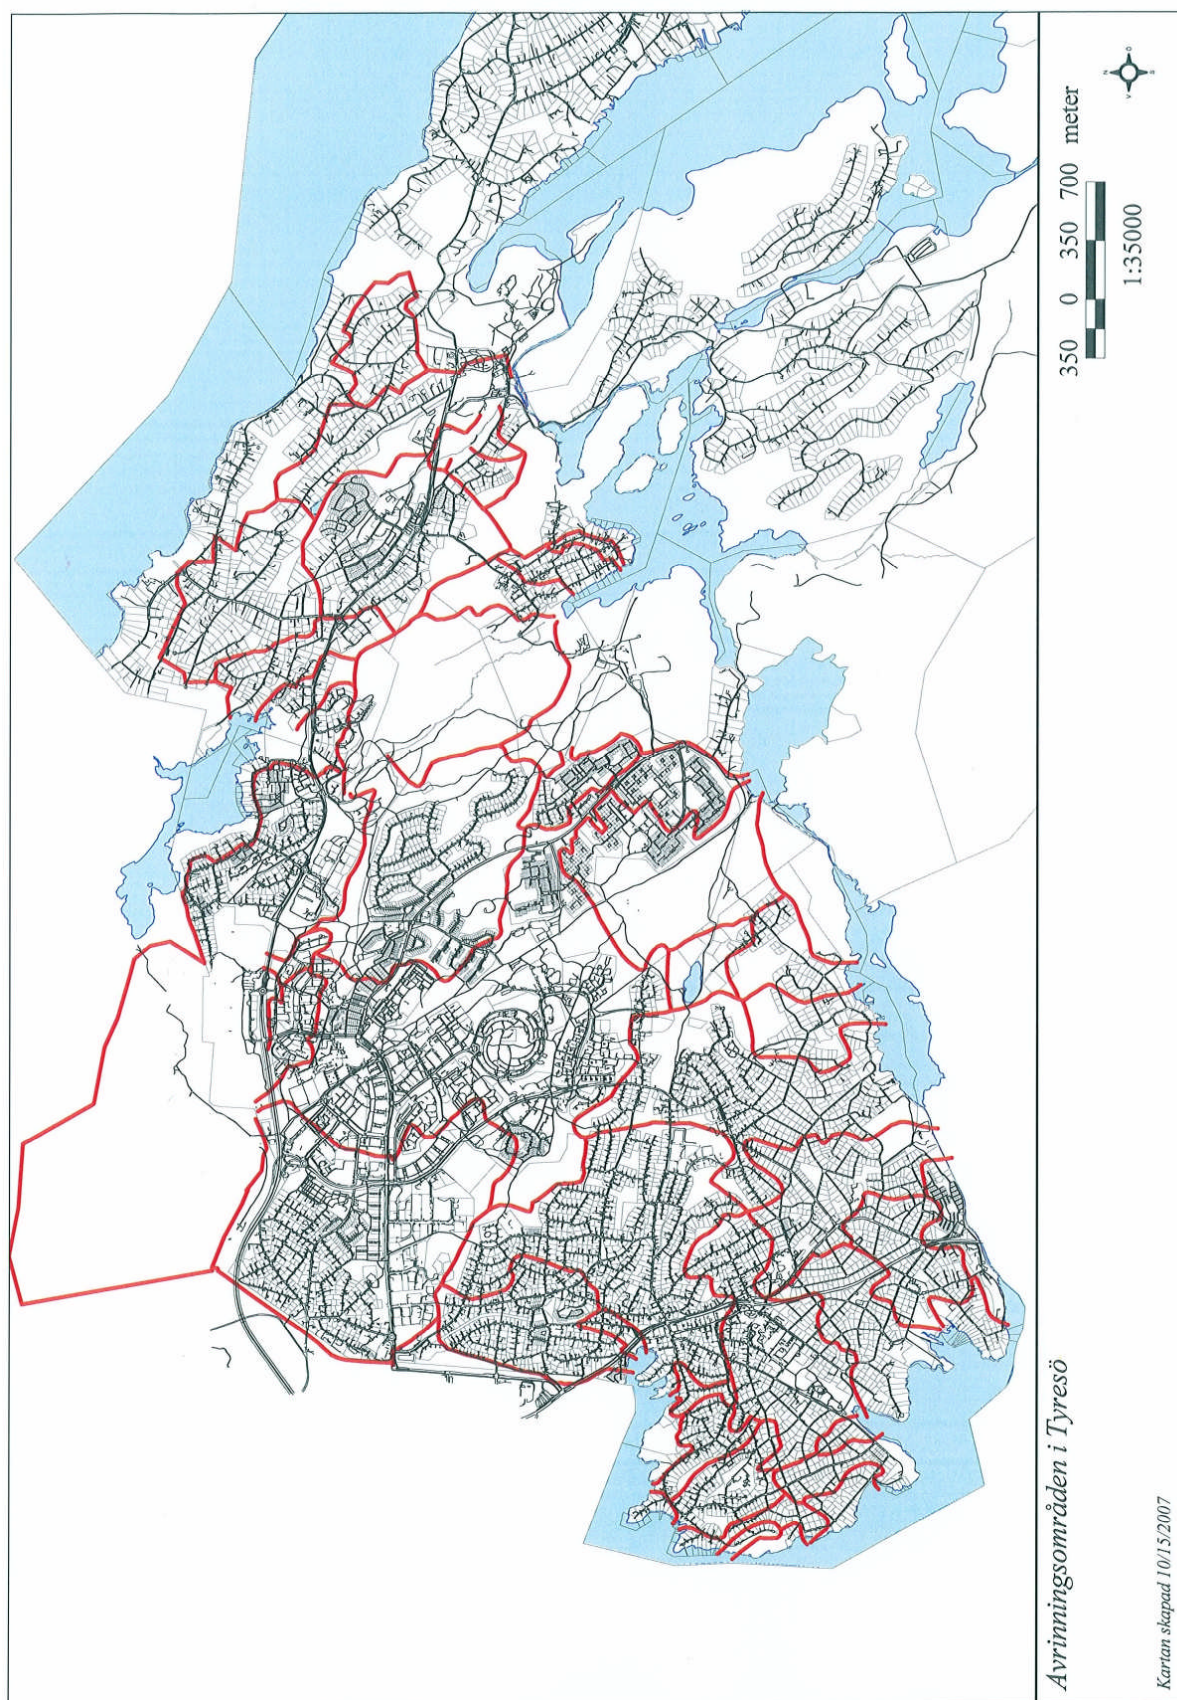 Avrinningsområden i Tyresö
350 0 350 700 meter
1:35000
N
V
O
S
Kartan skapad 10/15/2007